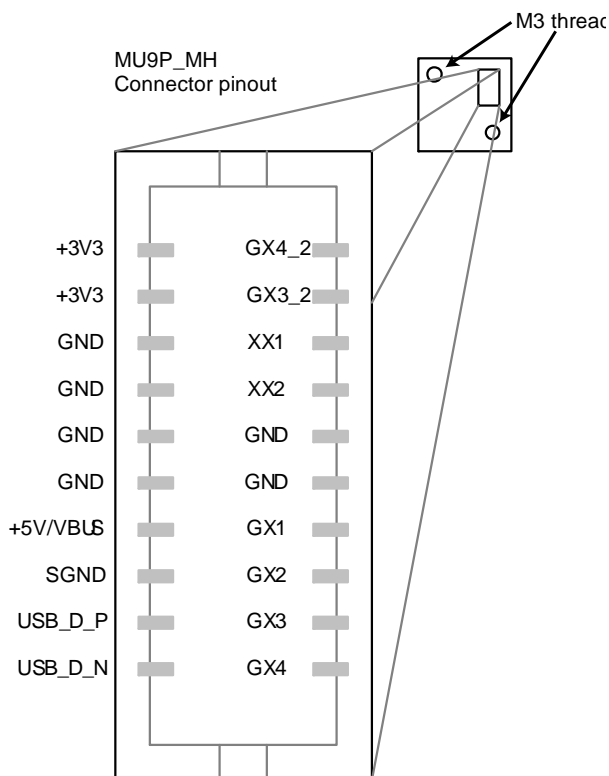 M3 thread
MU9P_MH
Connector pinout
+3V3 GX4_2
+3V3 GX3_2
GND XX1
GND XX2
GND GND
GND GND
+5V/VBUS GX1
SGND GX2
USB_D_P GX3
USB_D_N GX4